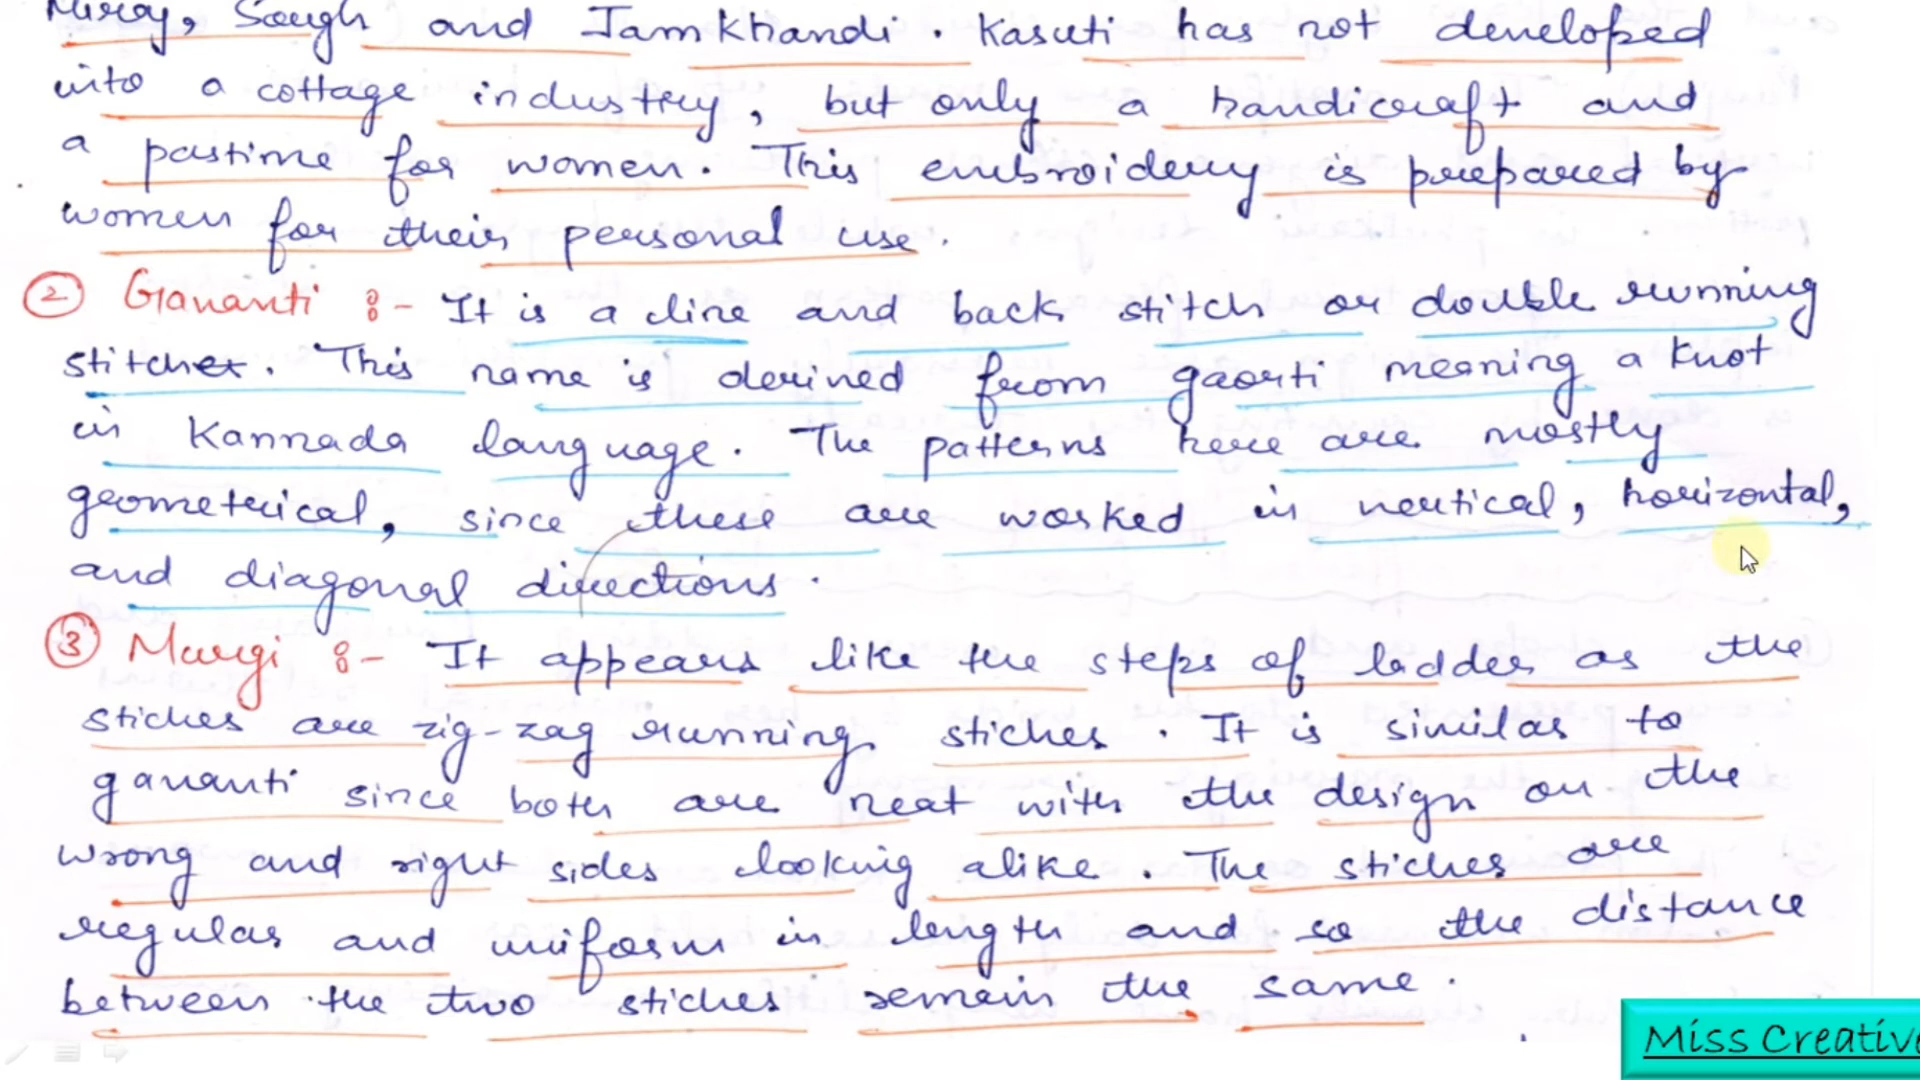 Miraj, Sangli and Jamkhandi. Kasuti has not developed
into a cottage industry, but only a handicraft and
a pastime for women. This embroidery is prepared by
women for their personal use.
② Gananti :- It is a line and back stitch or double running
stitches. This name is derived from gaonti meaning a knot
in Kannada language. The patterns here are mostly
geometrical, since these are worked in vertical, horizontal,
and diagonal directions.
③ Murgi :- It appears like the steps of ladder as the
stiches are zig-zag running stiches. It is similar to
gananti since both are neat with the design on the
wrong and right sides looking alike. The stiches are
regular and uniform in length and so the distance
between the two stiches remain the same.
Miss Creative